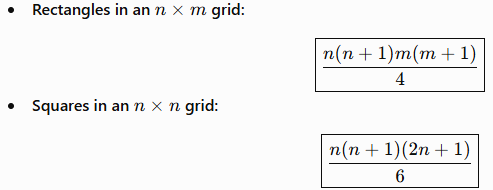 • Rectangles in an n × m grid:
n(n + 1)m(m + 1)
4
• Squares in an n × n grid:
n(n + 1)(2n + 1)
6